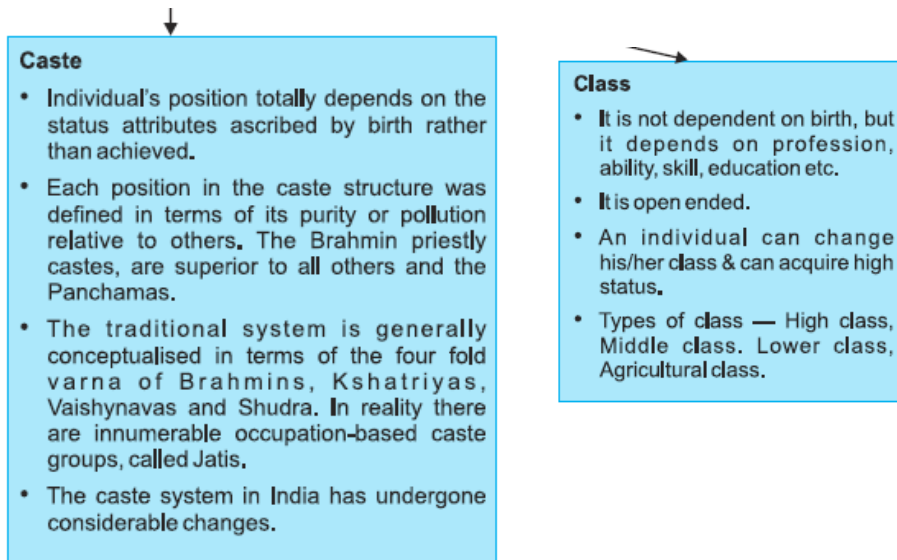 Caste
• Individual's position totally depends on the
status attributes ascribed by birth rather
than achieved.
• Each position in the caste structure was
defined in terms of its purity or pollution
relative to others. The Brahmin priestly
castes, are superior to all others and the
Panchamas.
• The traditional system is generally
conceptualised in terms of the four fold
varna of Brahmins, Kshatriyas,
Vaishynavas and Shudra. In reality there
are innumerable occupation-based caste
groups, called Jatis.
• The caste system in India has undergone
considerable changes.
Class
• It is not dependent on birth, but
it depends on profession,
ability, skill, education etc.
• It is open ended.
• An individual can change
his/her class & can acquire high
status.
• Types of class — High class,
Middle class. Lower class,
Agricultural class.